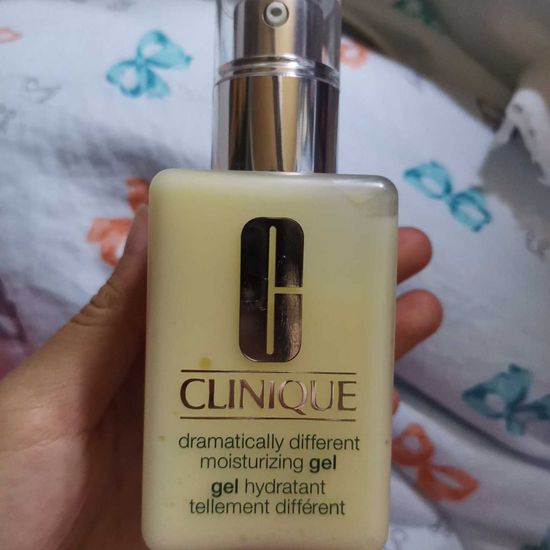 CLINIQUE
dramatically different
moisturizing gel
gel hydratant
tellement différent